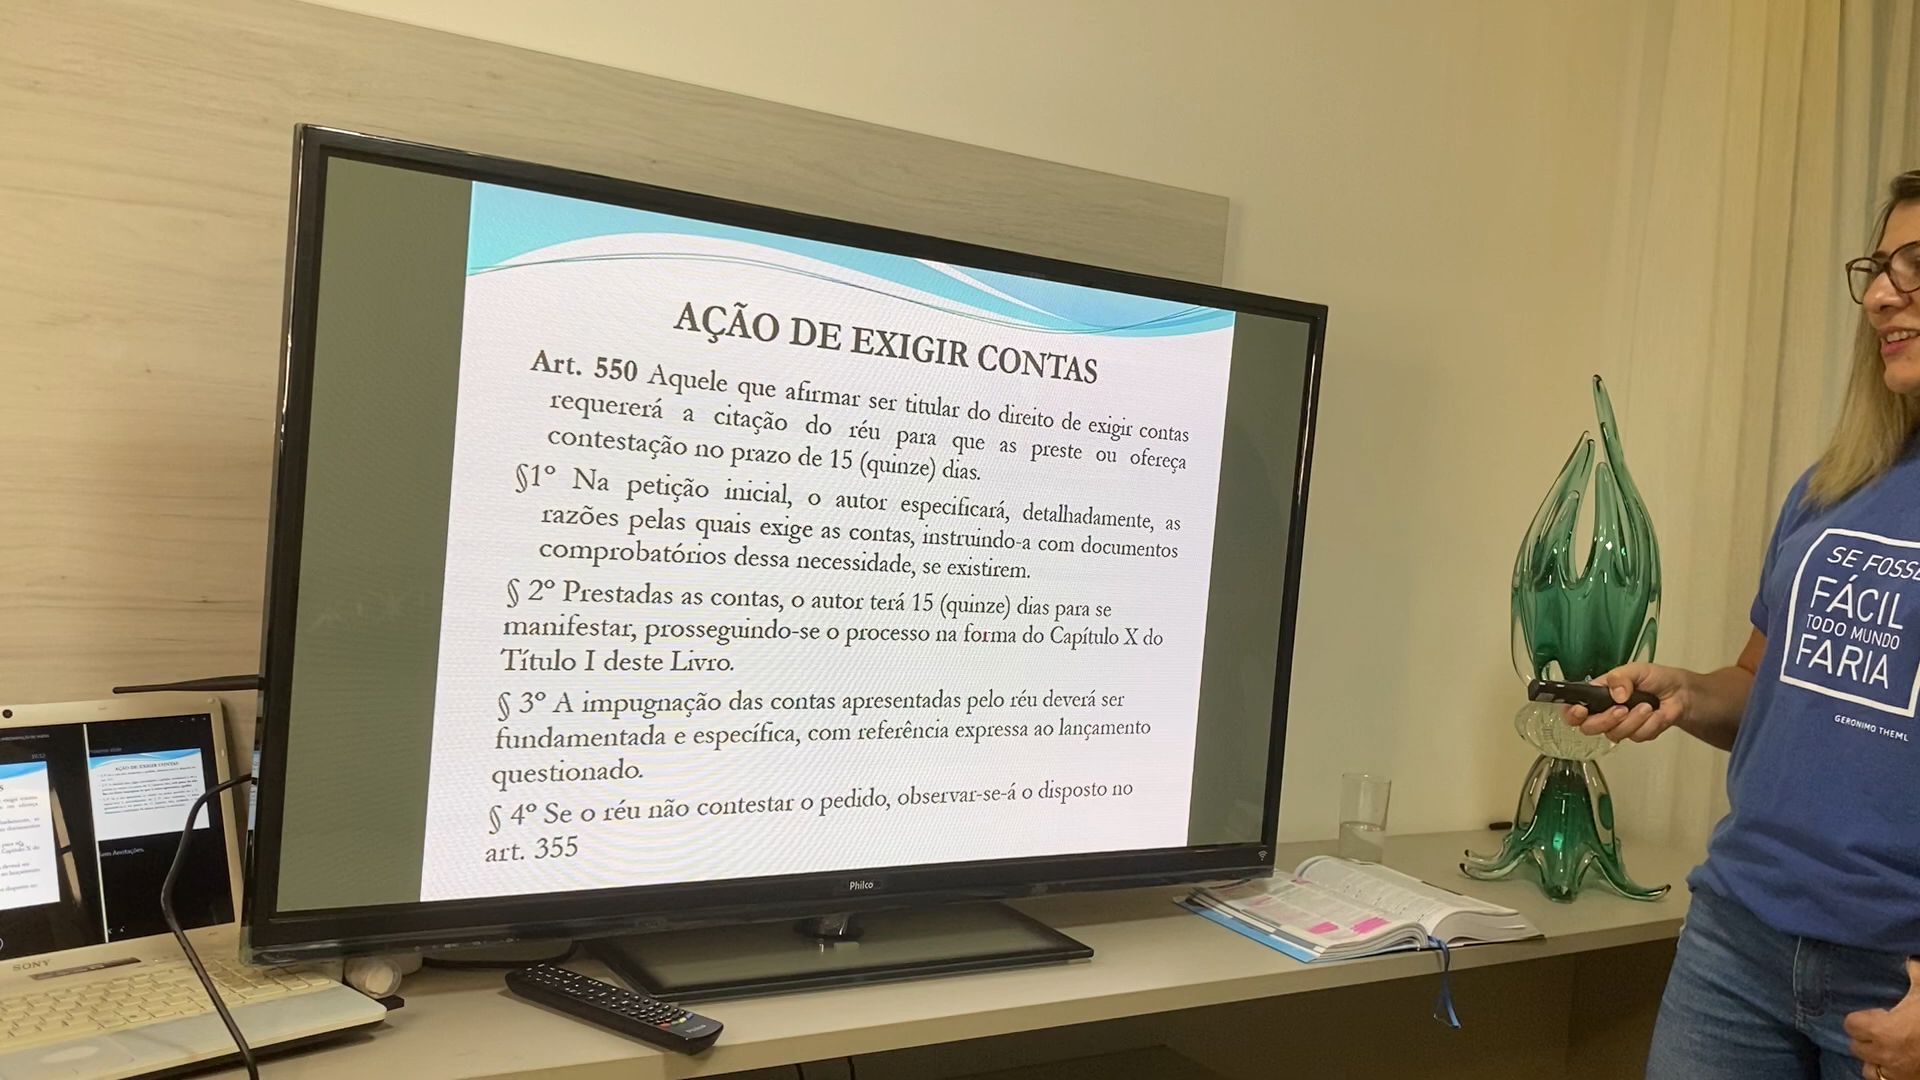 AÇÃO DE EXIGIR CONTAS
Art. 550 Aquele que afirmar ser titular do direito de exigir contas
requererá a citação do réu para que as preste ou ofereça
contestação no prazo de 15 (quinze) dias.
§1º Na petição inicial, o autor especificará, detalhadamente, as
razões pelas quais exige as contas, instruindo-a com documentos
comprobatórios dessa necessidade, se existirem.
§ 2º Prestadas as contas, o autor terá 15 (quinze) dias para se
manifestar, prosseguindo-se o processo na forma do Capítulo X do
Título I deste Livro.
§ 3º A impugnação das contas apresentadas pelo réu deverá ser
fundamentada e específica, com referência expressa ao lançamento
questionado.
§ 4º Se o réu não contestar o pedido, observar-se-á o disposto no
art. 355
Philco
SE FOSSE
FÁCIL
TODO MUNDO
FARIA
GERONIMO THEML
SONY
AÇÃO DE EXIGIR CONTAS